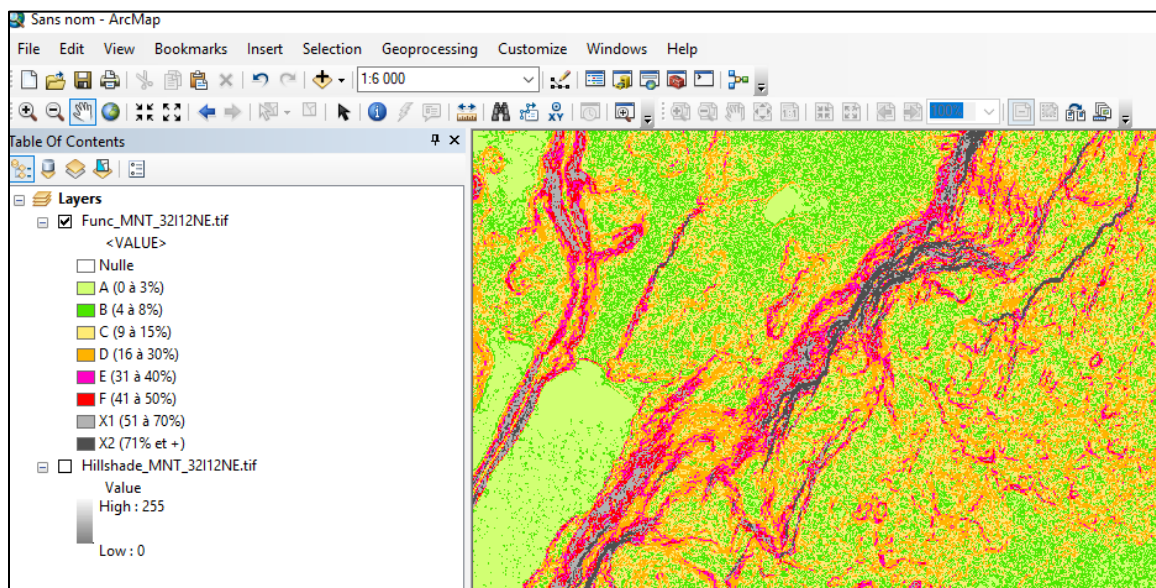 Sans nom - ArcMap
File Edit View Bookmarks Insert Selection Geoprocessing Customize Windows Help
1:6 000
XY 100%
Table Of Contents
Layers
Func_MNT_32I12NE.tif
<VALUE>
Nulle
A (0 à 3%)
B (4 à 8%)
C (9 à 15%)
D (16 à 30%)
E (31 à 40%)
F (41 à 50%)
X1 (51 à 70%)
X2 (71% et +)
Hillshade_MNT_32I12NE.tif
Value
High : 255
Low : 0